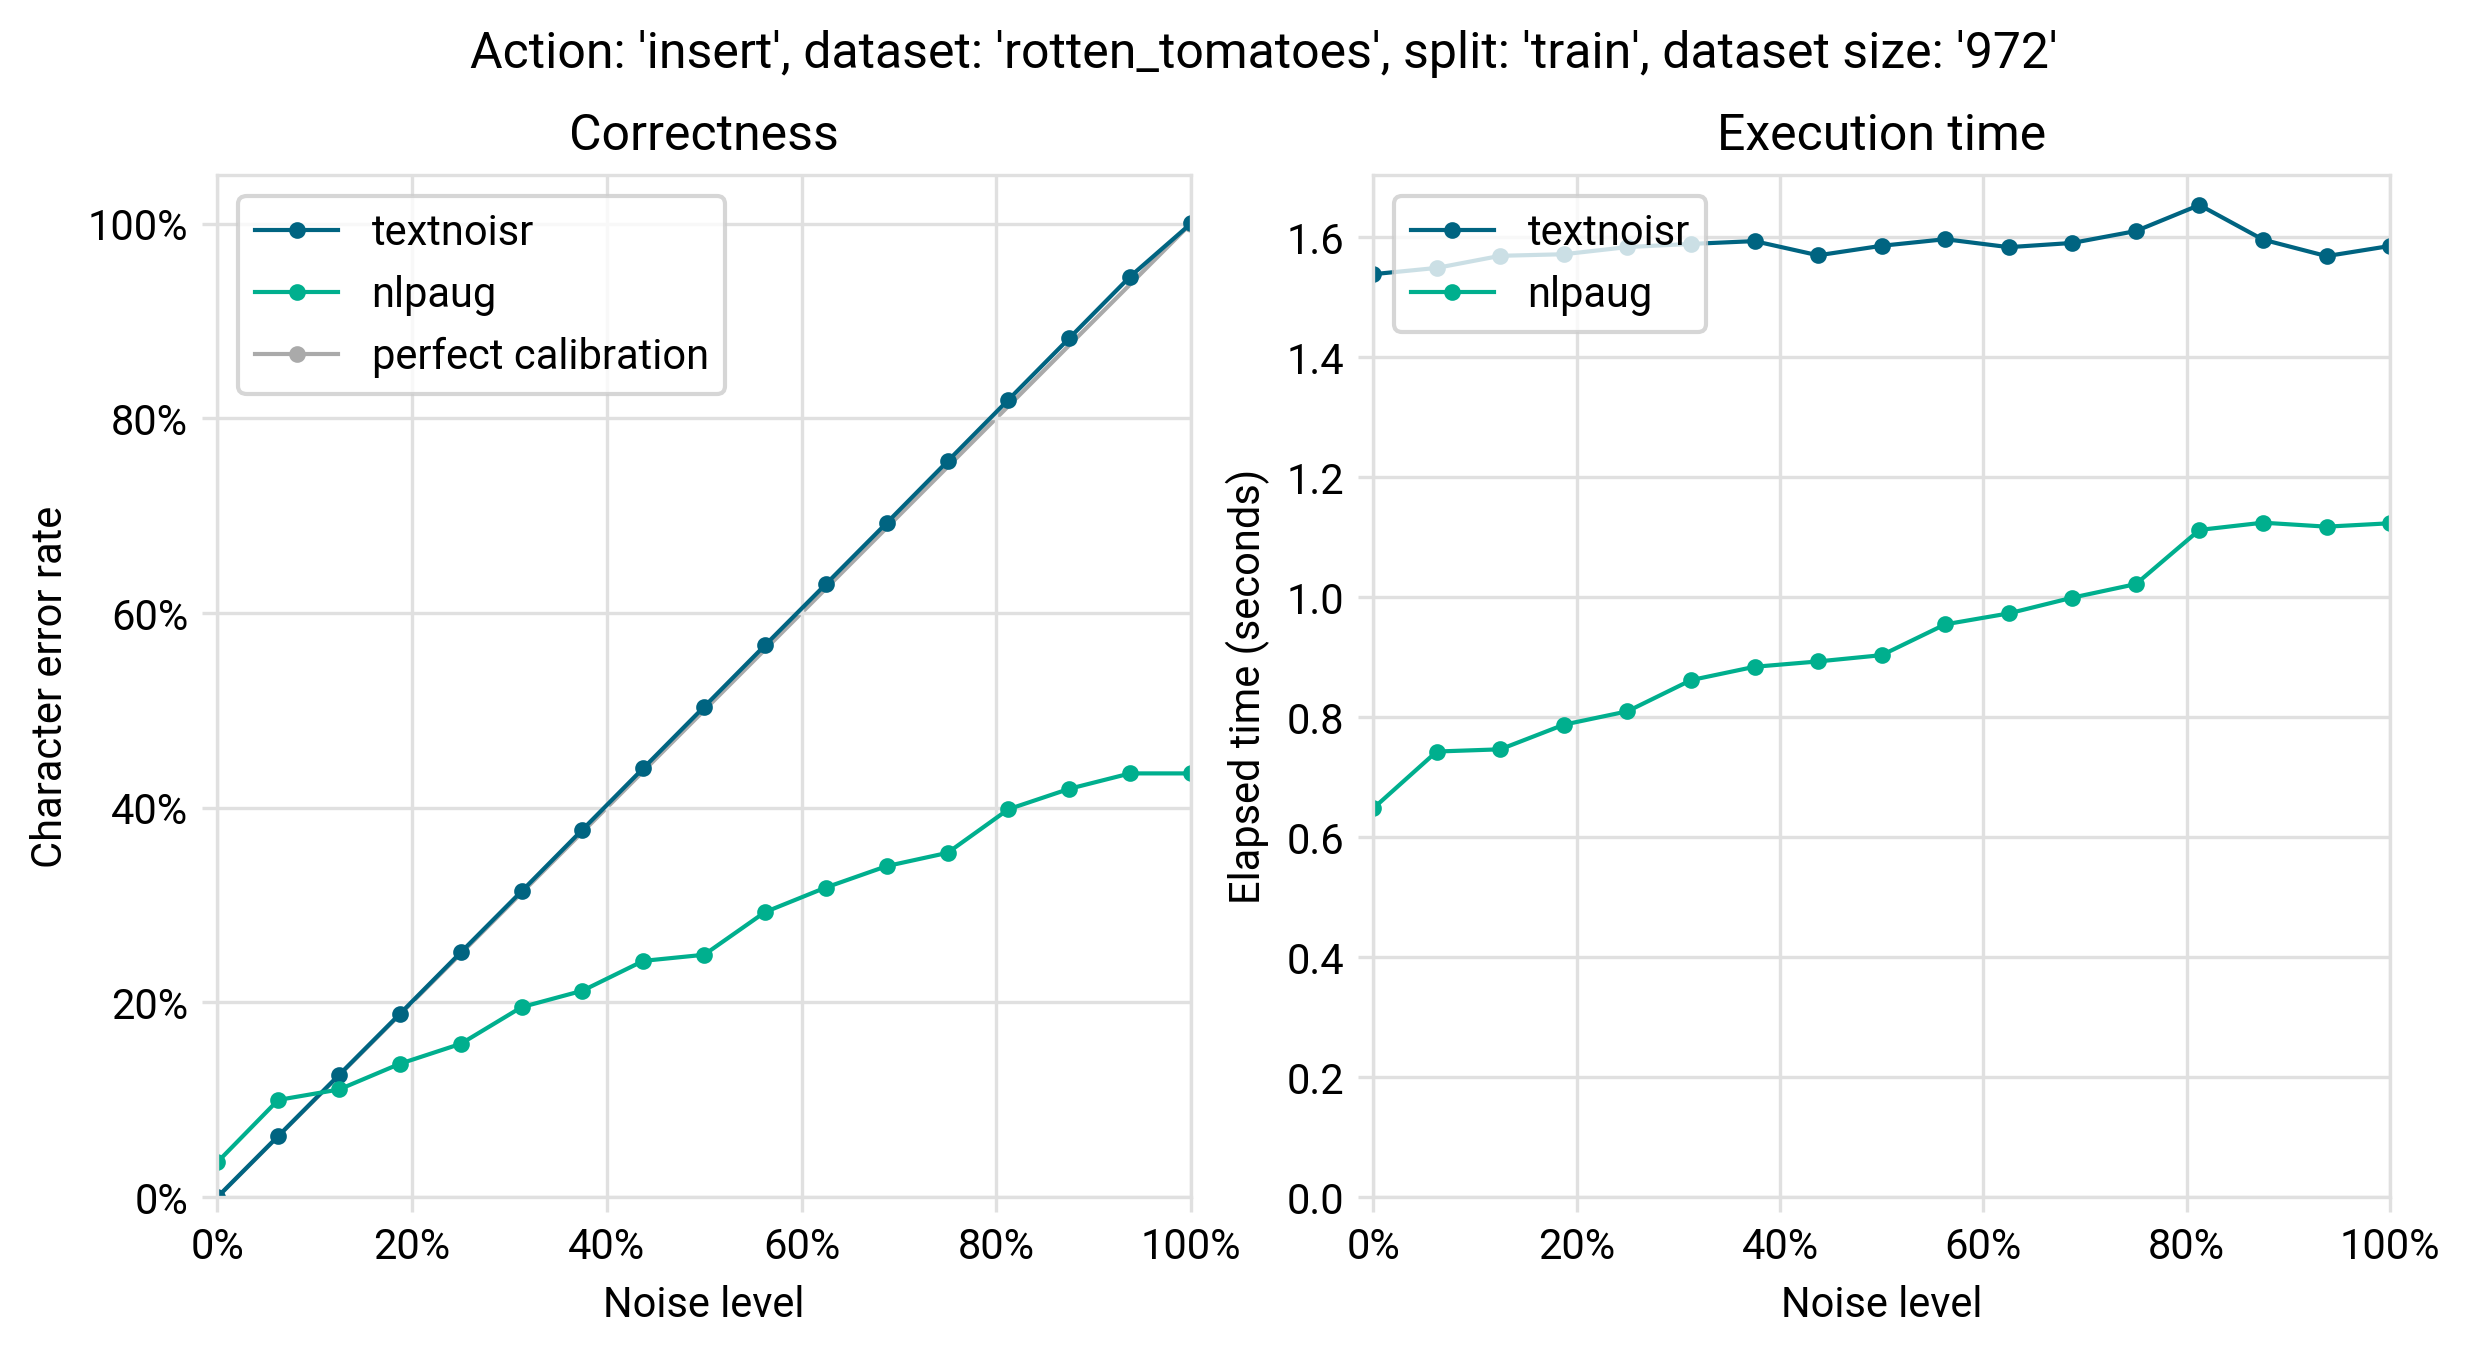 Action: 'insert', dataset: 'rotten_tomatoes', split: 'train', dataset size: '972'
Correctness
textnoisr
nlpaug
perfect calibration
100%
80%
60%
40%
20%
0%
Character error rate
0%
20%
40%
60%
80%
100%
Noise level
Execution time
textnoisr
nlpaug
1.6
1.4
1.2
1.0
0.8
0.6
0.4
0.2
0.0
Elapsed time (seconds)
0%
20%
40%
60%
80%
100%
Noise level